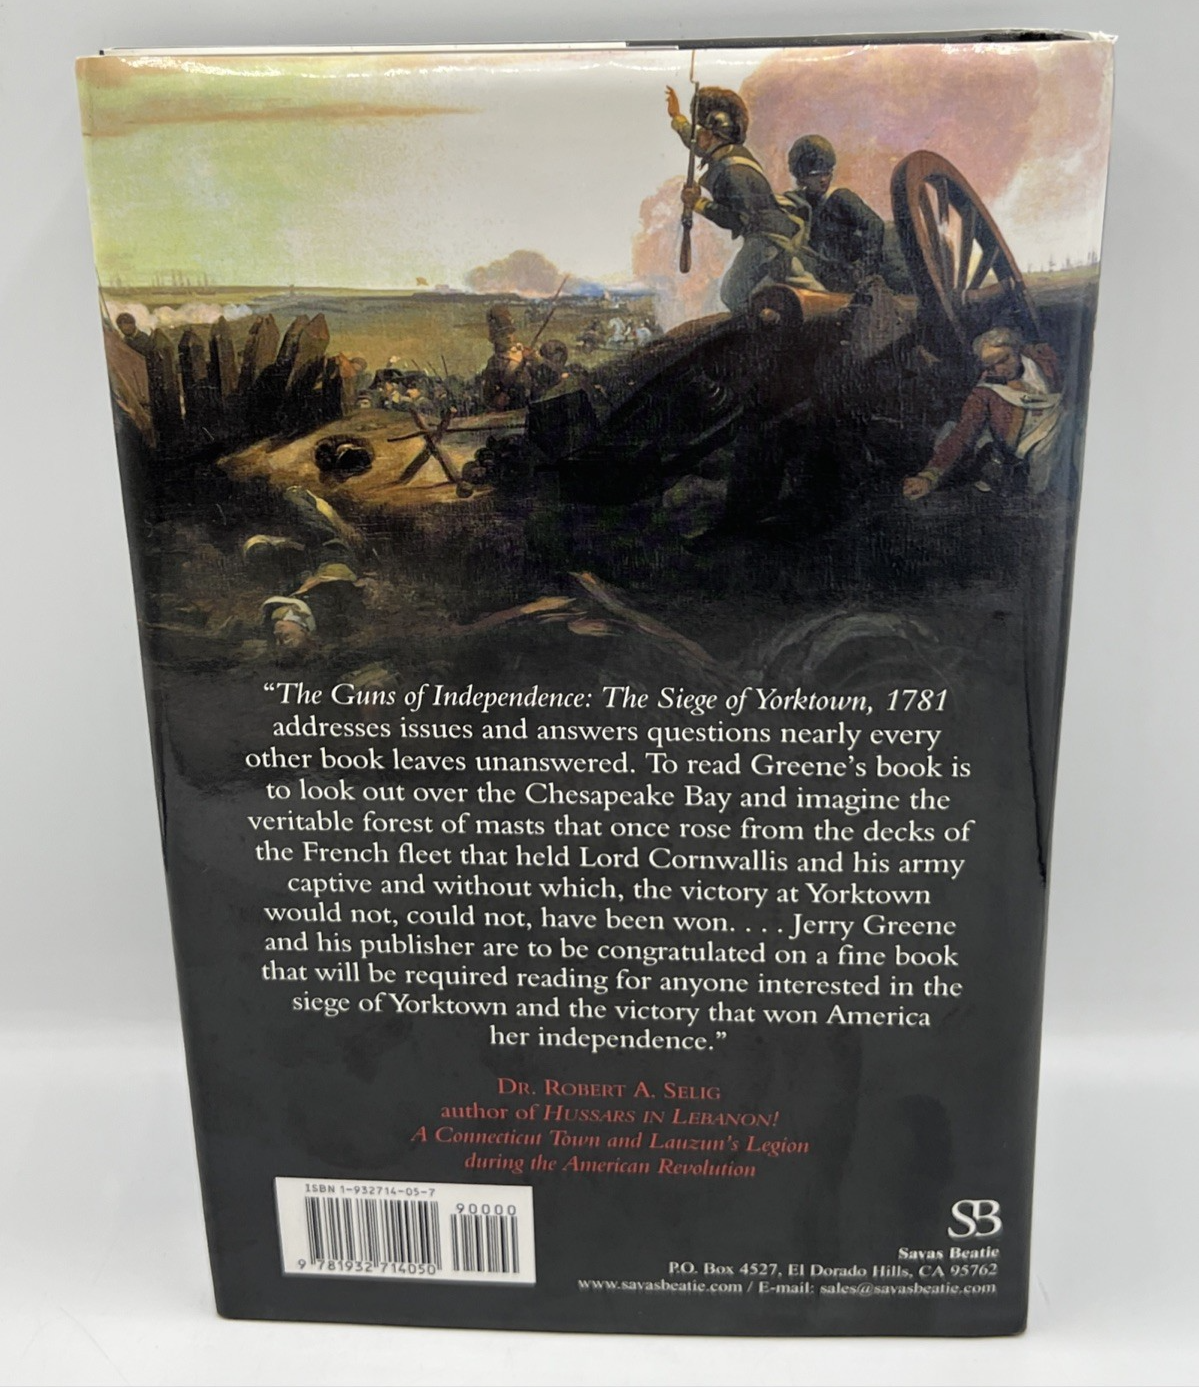 “The Guns of Independence: The Siege of Yorktown, 1781
addresses issues and answers questions nearly every
other book leaves unanswered. To read Greene’s book is
to look out over the Chesapeake Bay and imagine the
veritable forest of masts that once rose from the decks of
the French fleet that held Lord Cornwallis and his army
captive and without which, the victory at Yorktown
would not, could not, have been won. . . . Jerry Greene
and his publisher are to be congratulated on a fine book
that will be required reading for anyone interested in the
siege of Yorktown and the victory that won America
her independence.”
DR. ROBERT A. SELIG
author of HUSSARS IN LEBANON!
A Connecticut Town and Lauzun’s Legion
during the American Revolution
ISBN 1-932714-05-7
90000
9 781932 714050
SB
Savas Beatie
P.O. Box 4527, El Dorado Hills, CA 95762
www.savasbeatie.com / E-mail: sales@savasbeatie.com